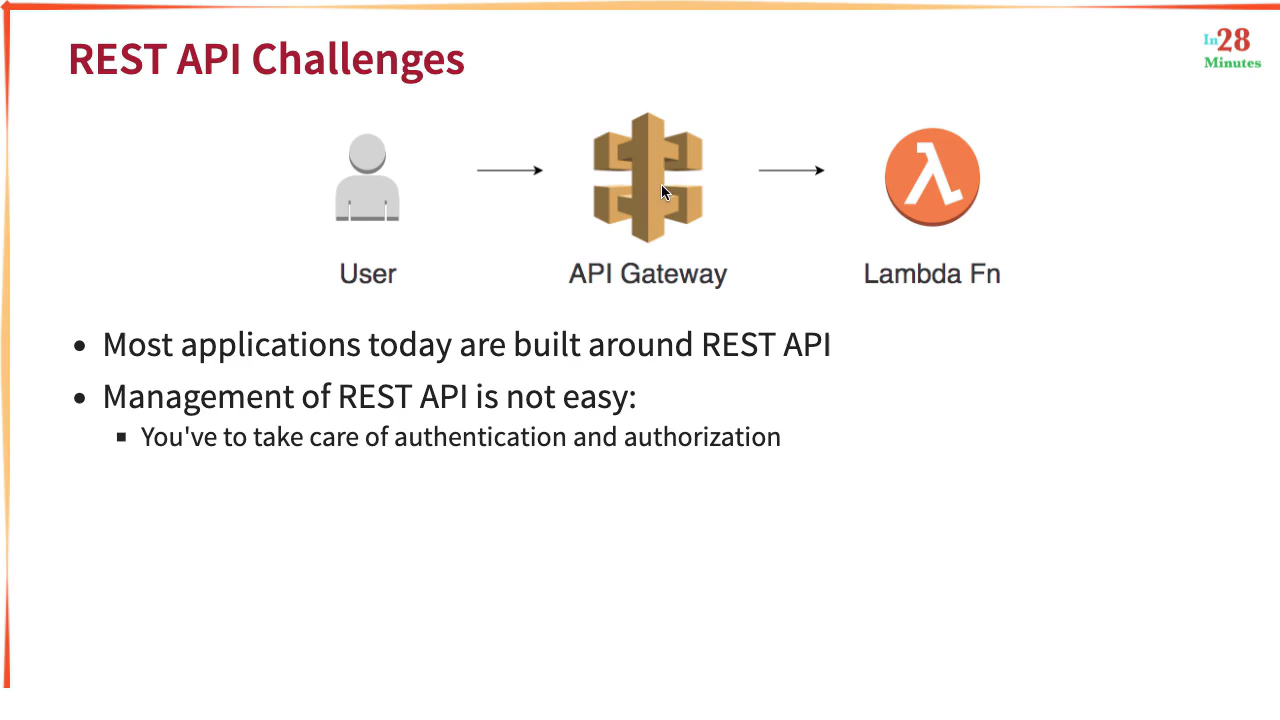 REST API Challenges
In28
Minutes
User
API Gateway
Lambda Fn
Most applications today are built around REST API
Management of REST API is not easy:
You've to take care of authentication and authorization